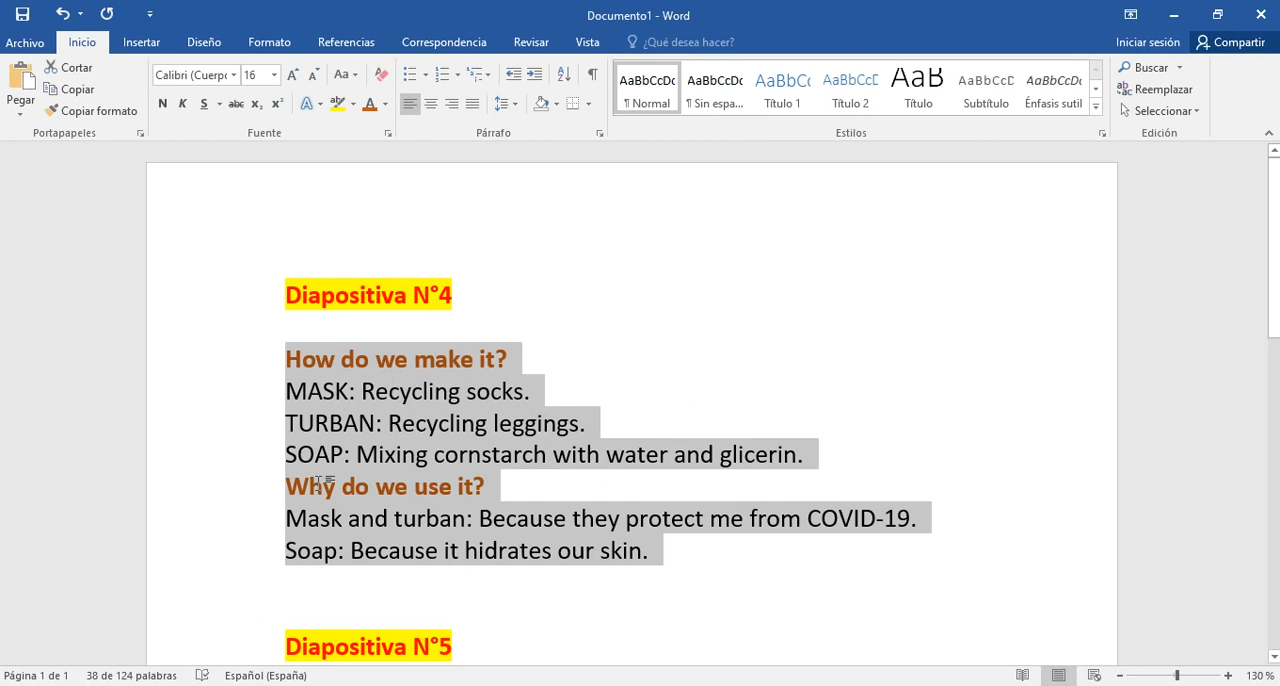 Documento1 - Word
Archivo Inicio Insertar Diseño Formato Referencias Correspondencia Revisar Vista ¿Qué desea hacer? Iniciar sesión Compartir
Pegar
Cortar
Copiar
Copiar formato
Portapapeles
Calibri (Cuerpo 16
Aa
N K S abc x₂ x²
Fuente
Párrafo
AaBbCcDc AaBbCcDc AaBbCc AaBbCcD AaB AaBbCcD AaBbCcDc
¶ Normal ¶ Sin espa... Título 1 Título 2 Título Subtítulo Énfasis sutil
Estilos
Buscar
Reemplazar
Seleccionar
Edición
Diapositiva N°4
How do we make it?
MASK: Recycling socks.
TURBAN: Recycling leggings.
SOAP: Mixing cornstarch with water and glicerin.
Why do we use it?
Mask and turban: Because they protect me from COVID-19.
Soap: Because it hidrates our skin.
Diapositiva N°5
Página 1 de 1 38 de 124 palabras Español (España) 130 %